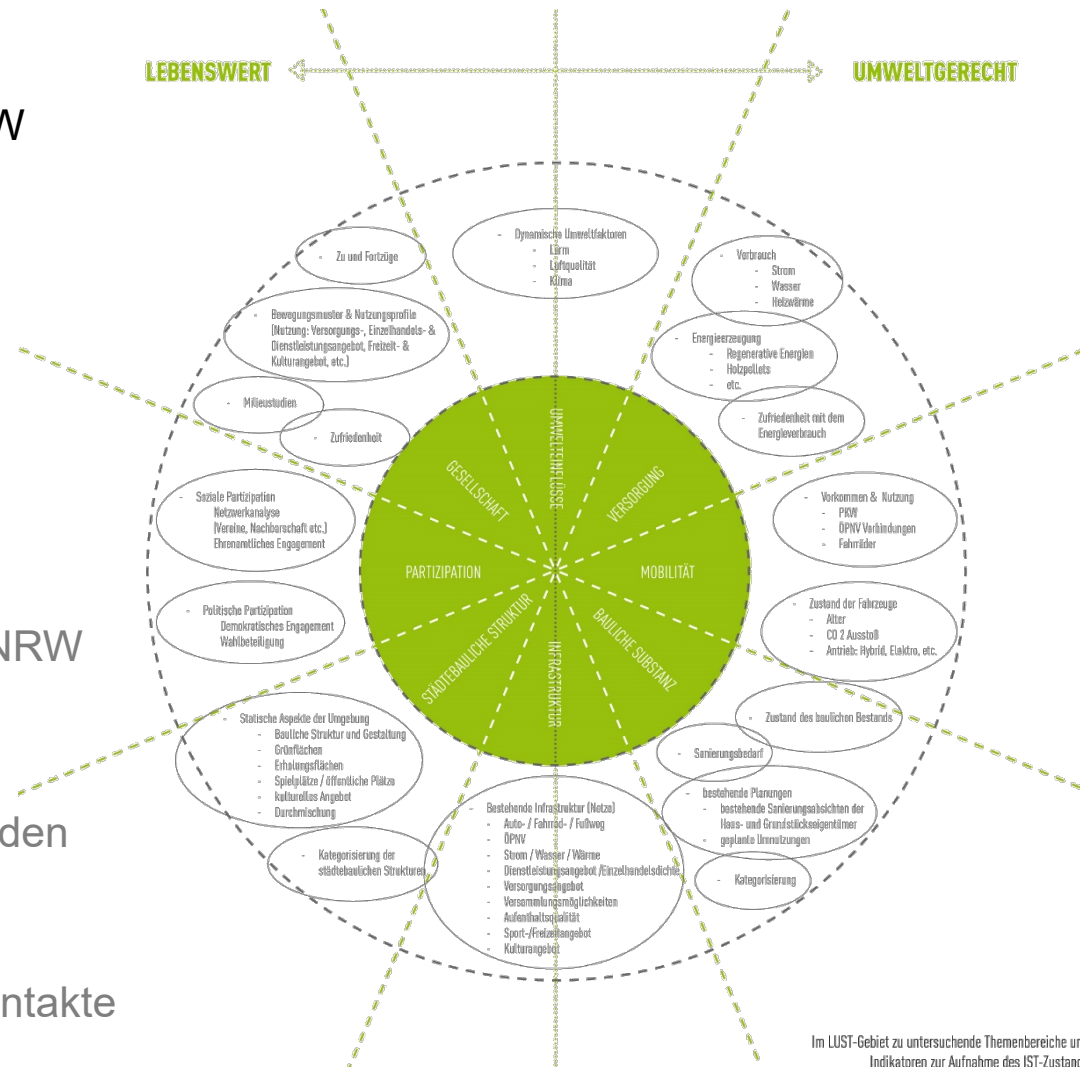 LEBENSWERT
UMWELTGERECHT
W
- Dynamische Umweltfaktoren
- Lärm
- Luftqualität
- Klima
- Zu und Fortzüge
- Bewegungsmuster & Nutzungsprofile
(Nutzung: Versorgungs-, Einzelhandels- &
Dienstleistungsangebot, Freizeit- &
Kulturangebot, etc.)
- Milieustudien
- Zufriedenheit
- Verbrauch
- Strom
- Wasser
- Heizwärme
- Energieerzeugung
- Regenerative Energien
- Holzpellets
- etc.
- Zufriedenheit mit dem
Energieverbrauch
UMWELTEINFLÜSSE
GESELLSCHAFT
VERSORGUNG
PARTIZIPATION
MOBILITÄT
STÄDTEBAULICHE STRUKTUR
BAULICHE SUBSTANZ
INFRASTRUKTUR
- Soziale Partizipation
Netzwerkanalyse
(Vereine, Nachbarschaft etc.)
Ehrenamtliches Engagement
- Politische Partizipation
Demokratisches Engagement
Wahlbeteiligung
- Vorkommen & Nutzung
- PKW
- ÖPNV Verbindungen
- Fahrräder
- Zustand der Fahrzeuge
- Alter
- CO 2 Ausstoß
- Antrieb: Hybrid, Elektro, etc.
NRW
- Statische Aspekte der Umgebung
- Bauliche Struktur und Gestaltung
- Grünflächen
- Erholungsflächen
- Spielplätze / öffentliche Plätze
- kulturelles Angebot
- Durchmischung
- Kategorisierung der
städtebaulichen Strukturen
- Bestehende Infrastruktur (Netze)
- Auto- / Fahrrad- / Fußweg
- ÖPNV
- Strom / Wasser / Wärme
- Dienstleistungsangebot /Einzelhandelsdichte
- Versorgungsangebot
- Versammlungsmöglichkeiten
- Aufenthaltsqualität
- Sport-/Freizeitangebot
- Kulturangebot
- Zustand des baulichen Bestands
- Sanierungsbedarf
- bestehende Planungen
- bestehende Sanierungsabsichten der
Haus- und Grundstückseigentümer
- geplante Umnutzungen
- Kategorisierung
den
ntakte
Im LUST-Gebiet zu untersuchende Themenbereiche un
Indikatoren zur Aufnahme des IST-Zustand